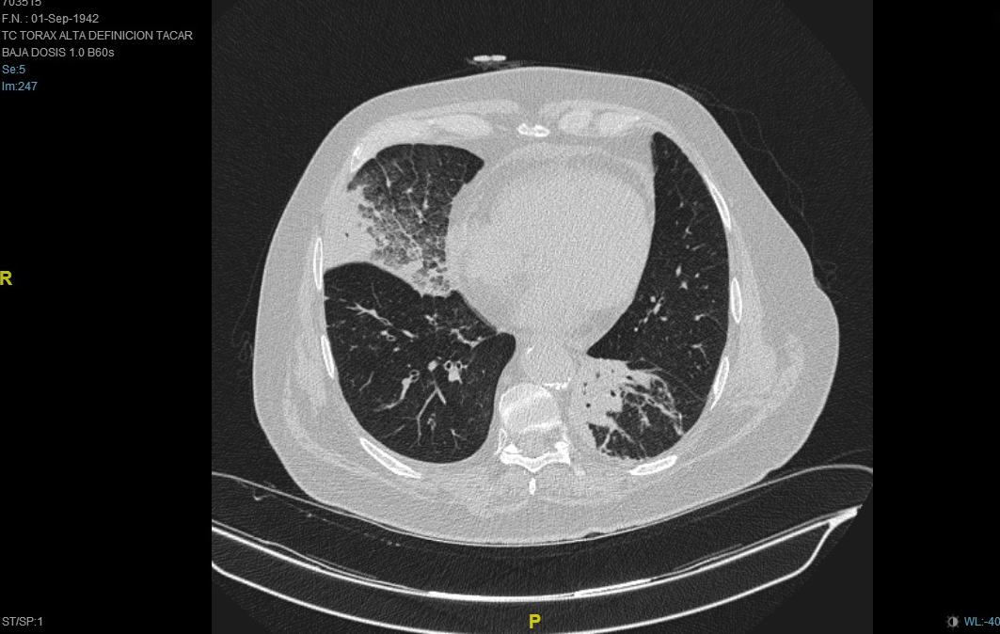 703515
F.N. : 01-Sep-1942
TC TORAX ALTA DEFINICION TACAR
BAJA DOSIS 1.0 B60s
Se:5
Im:247
R
P
ST/SP:1
WL:-40